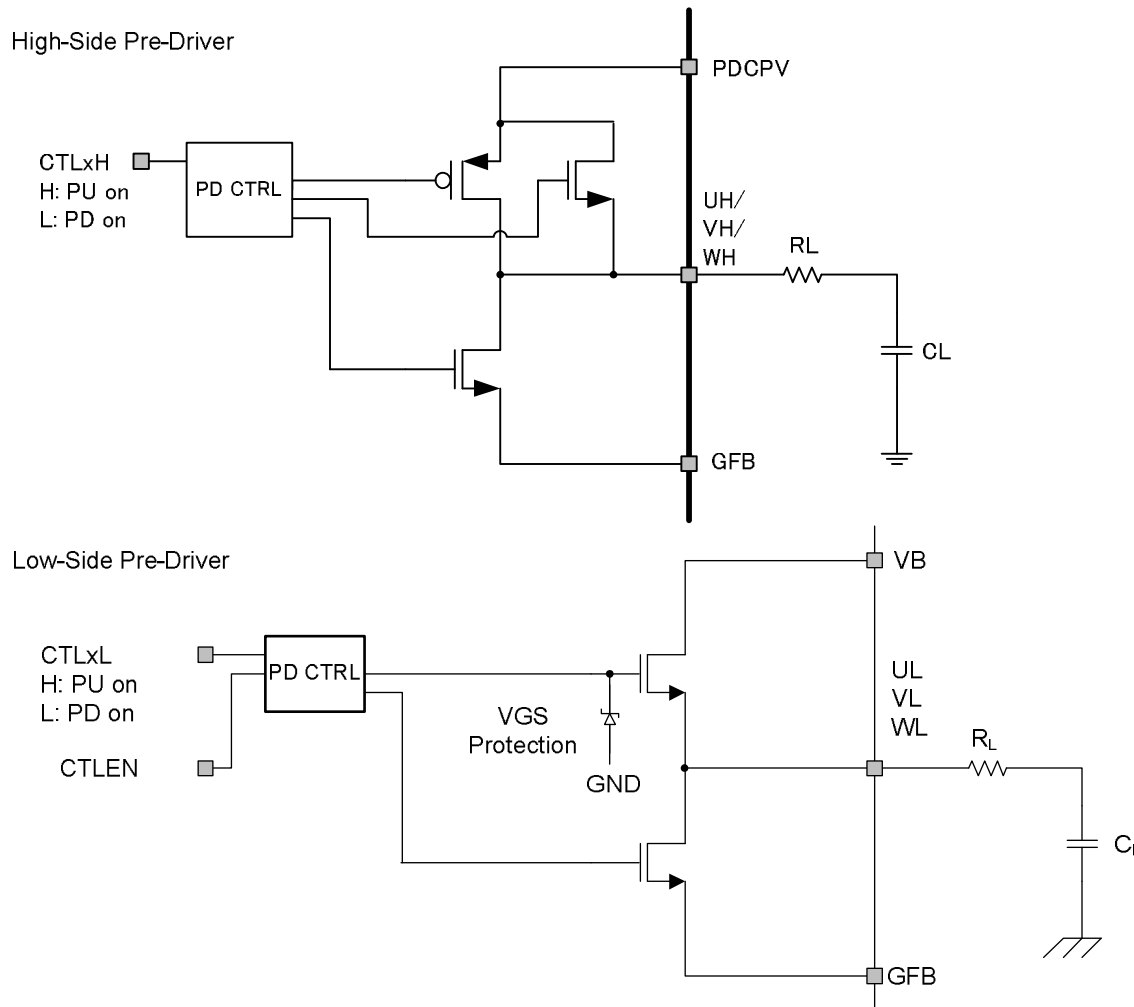 High-Side Pre-Driver
PDCPV
CTLxH
H: PU on
L: PD on
PD CTRL
UH/
VH/
WH
RL
CL
GFB
Low-Side Pre-Driver
VB
CTLxL
H: PU on
L: PD on
PD CTRL
CTLEN
VGS
Protection
GND
UL
VL
WL
RL
GFB